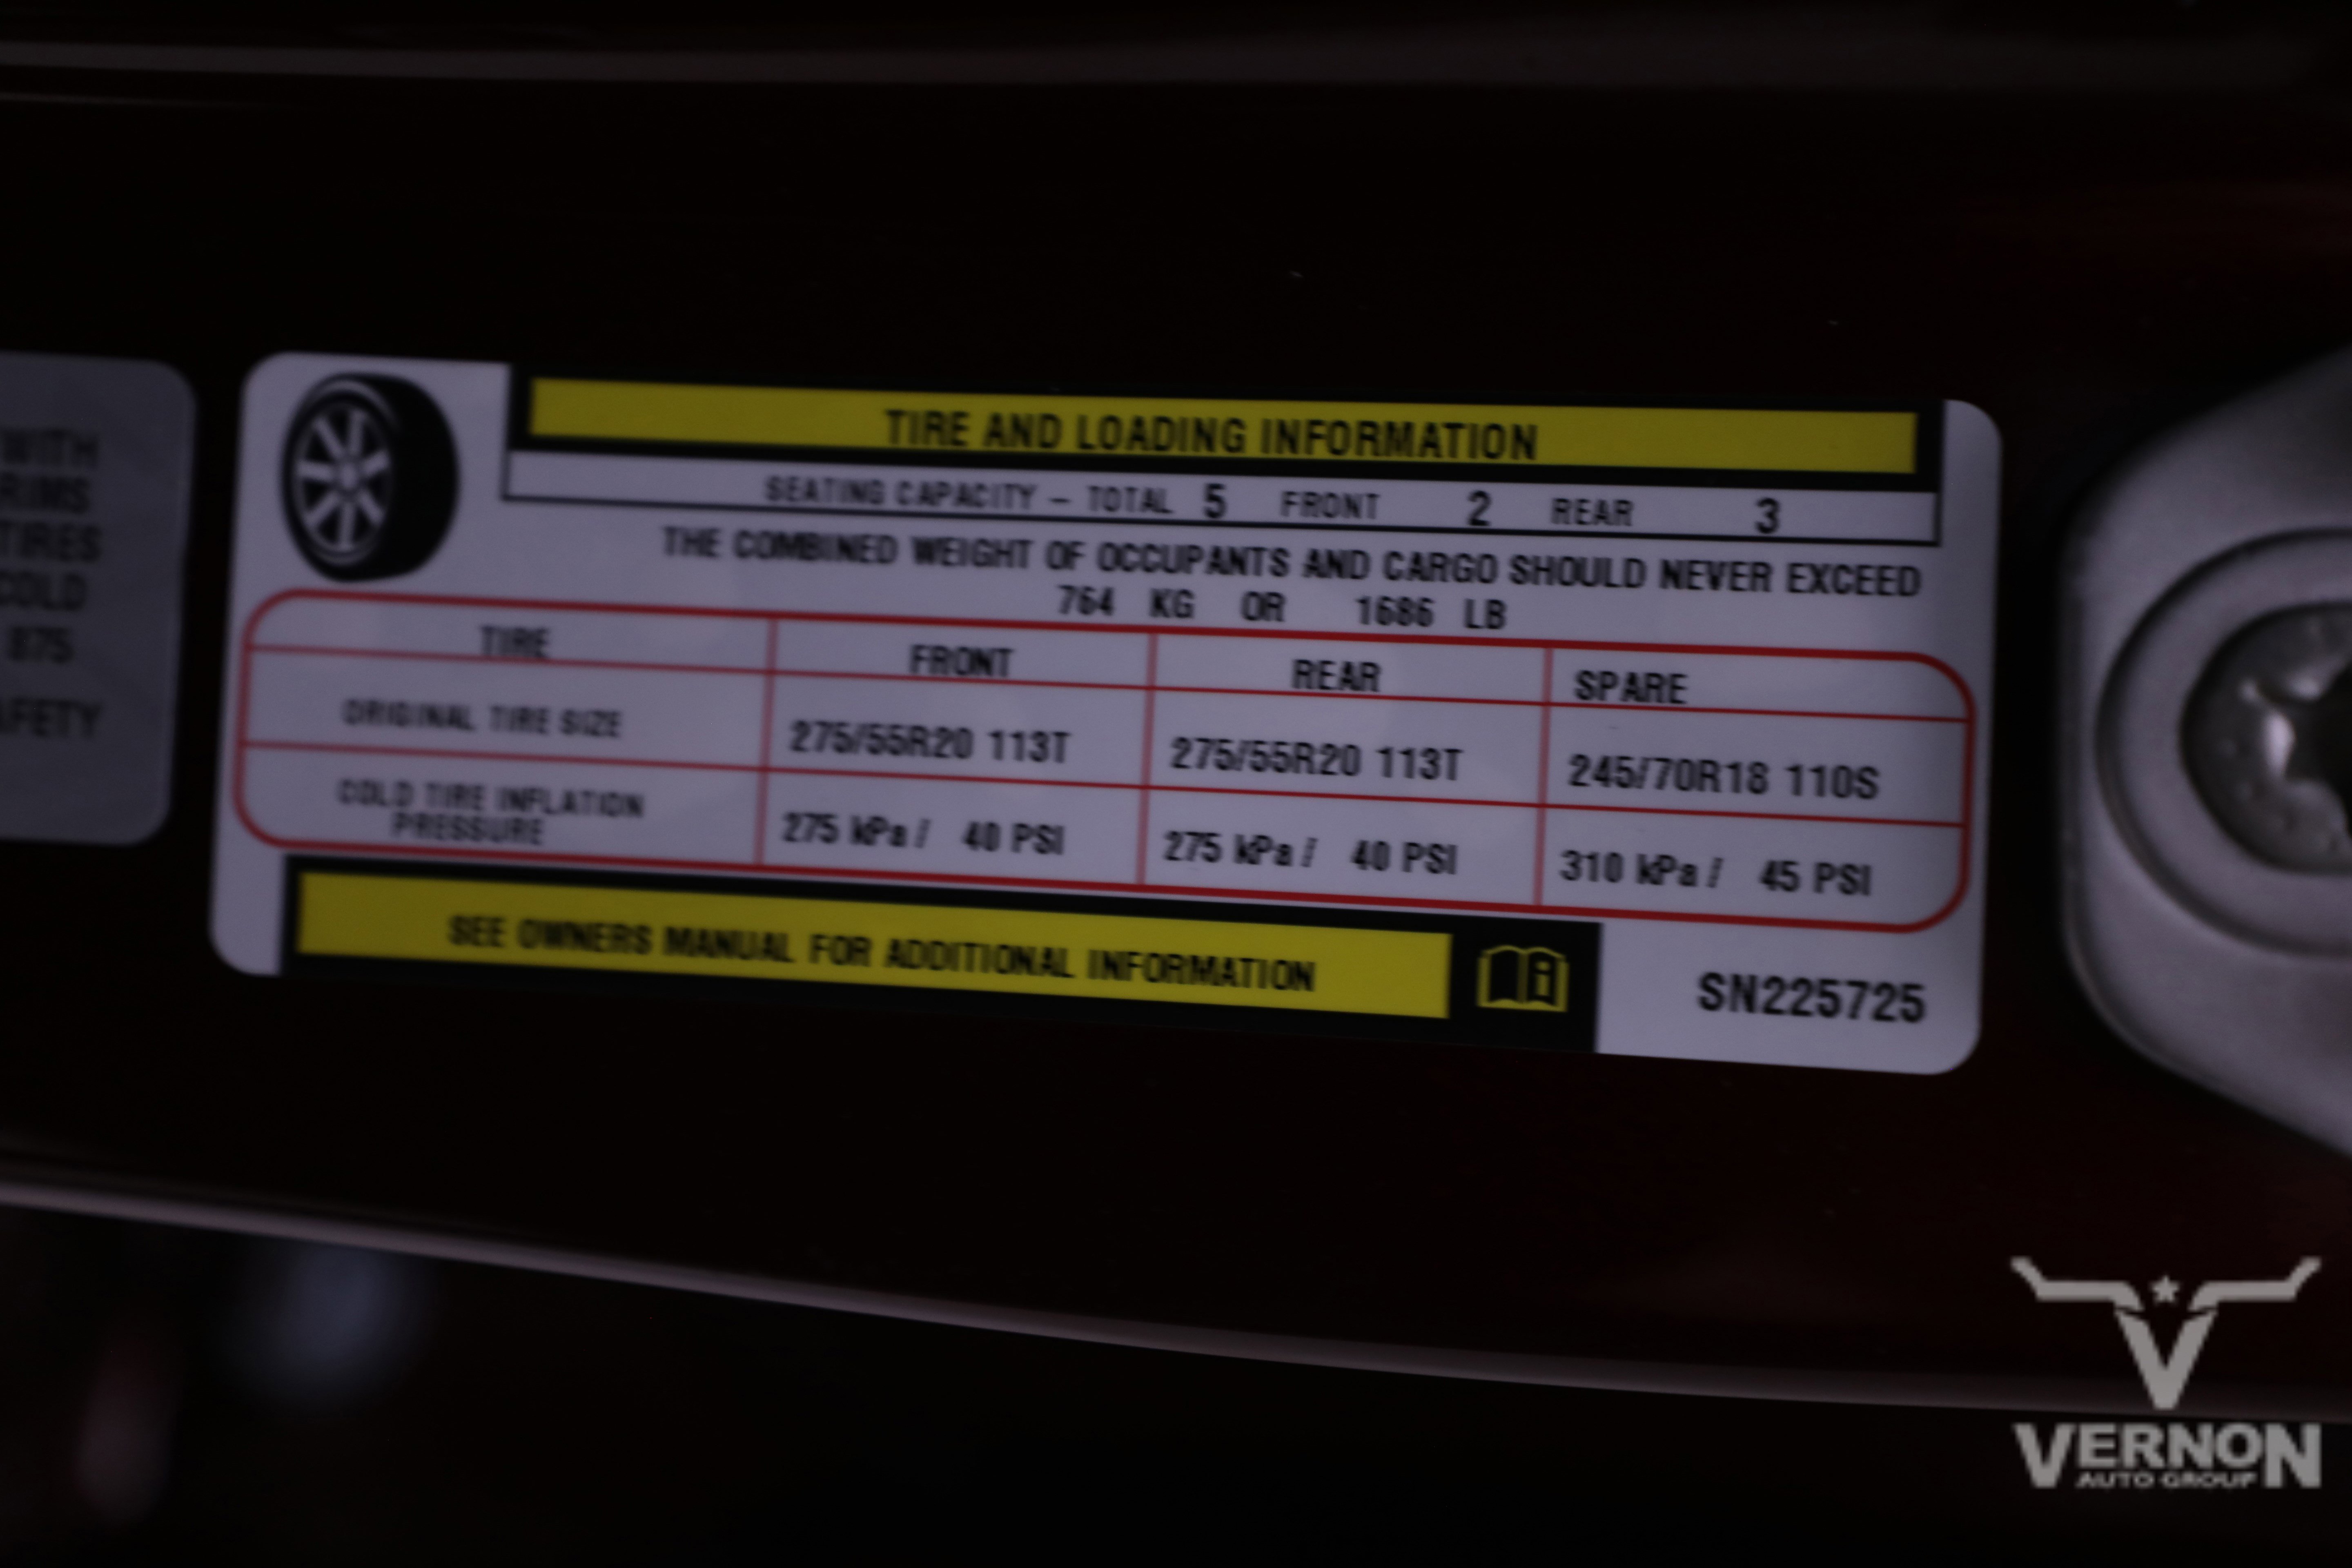 WITH
RIMS
TIRES
COLD
875
AFETY
TIRE AND LOADING INFORMATION
SEATING CAPACITY – TOTAL 5 FRONT 2 REAR 3
THE COMBINED WEIGHT OF OCCUPANTS AND CARGO SHOULD NEVER EXCEED
764 KG OR 1686 LB
TIRE FRONT REAR SPARE
ORIGINAL TIRE SIZE 275/55R20 113T 275/55R20 113T 245/70R18 110S
COLD TIRE INFLATION
PRESSURE 275 kPa / 40 PSI 275 kPa / 40 PSI 310 kPa / 45 PSI
SEE OWNERS MANUAL FOR ADDITIONAL INFORMATION
SN225725
VERNON
AUTO GROUP